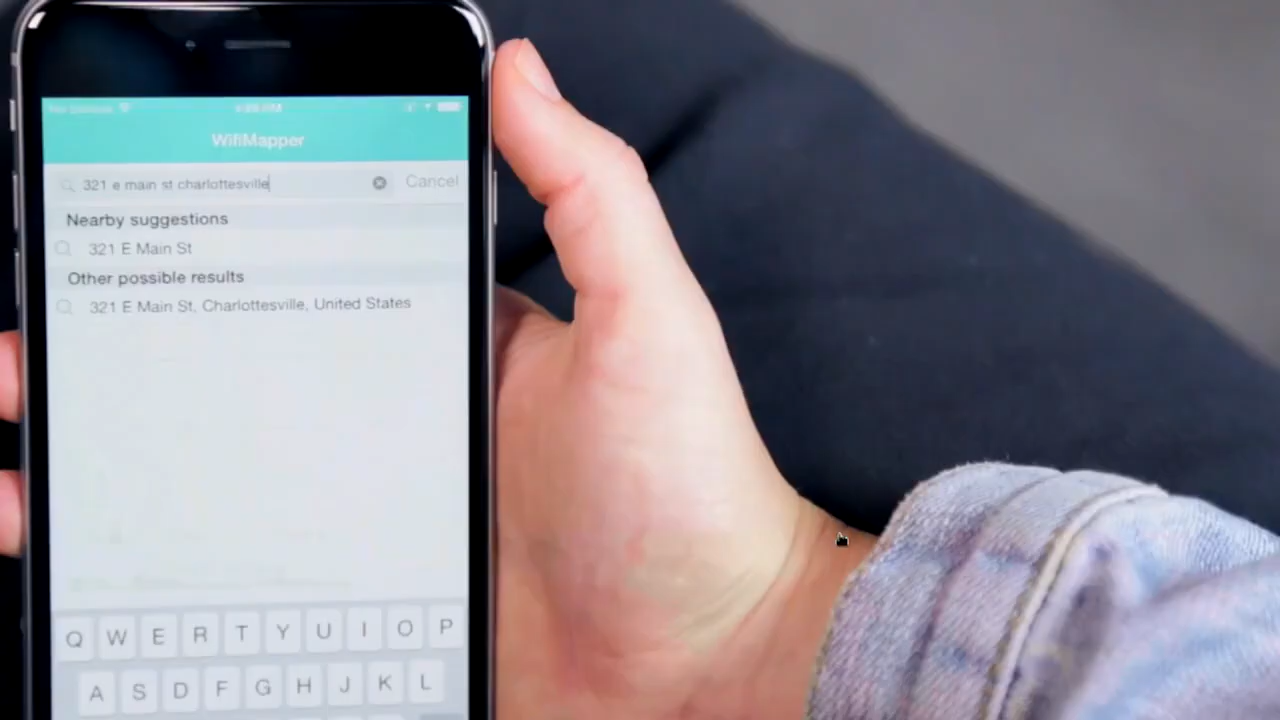 WifiMapper
321 e main st charlottesville
Cancel
Nearby suggestions
321 E Main St
Other possible results
321 E Main St, Charlottesville, United States
Q W E R T Y U I O P
A S D F G H J K L